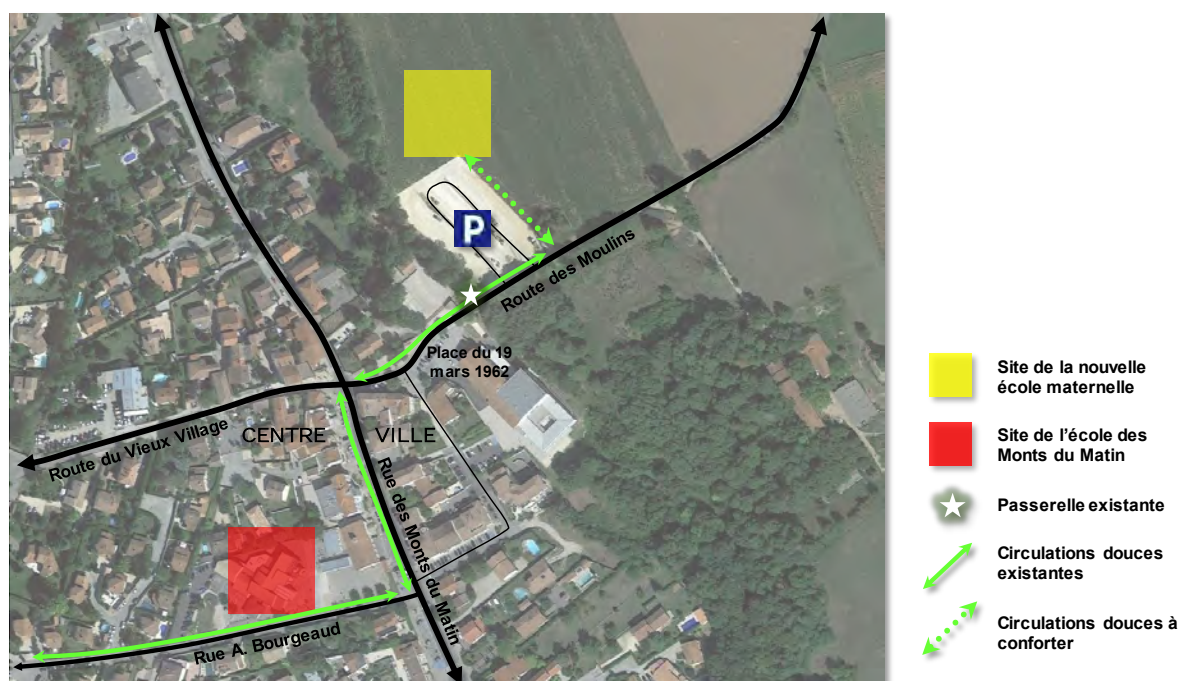 P
Route des Moulins
Place du 19
mars 1962
CENTRE VILLE
Route du Vieux Village
Rue des Monts du Matin
Rue A. Bourgeaud
Site de la nouvelle
école maternelle
Site de l'école des
Monts du Matin
Passerelle existante
Circulations douces
existantes
Circulations douces à
conforter